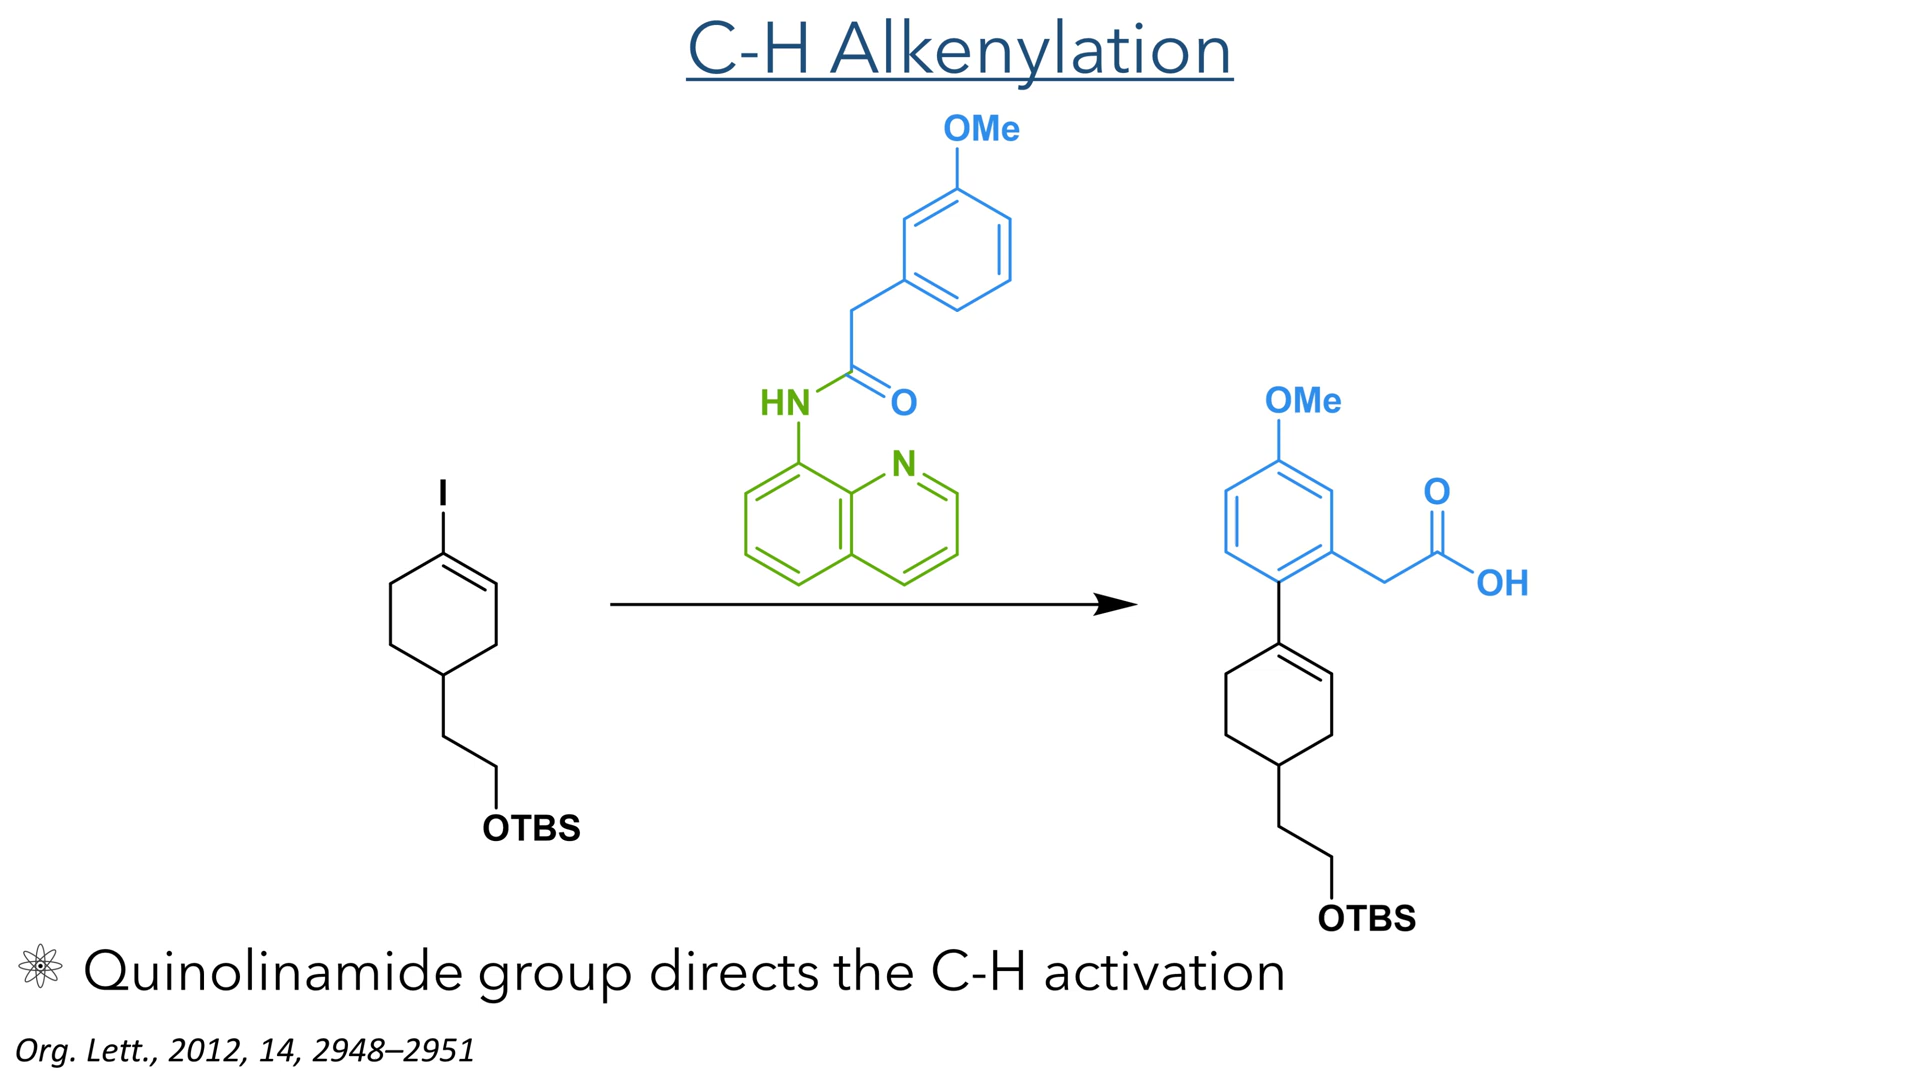 C-H Alkenylation
OMe
HN
O
N
I
OTBS
OMe
O
OH
OTBS
Quinolinamide group directs the C-H activation
Org. Lett., 2012, 14, 2948–2951